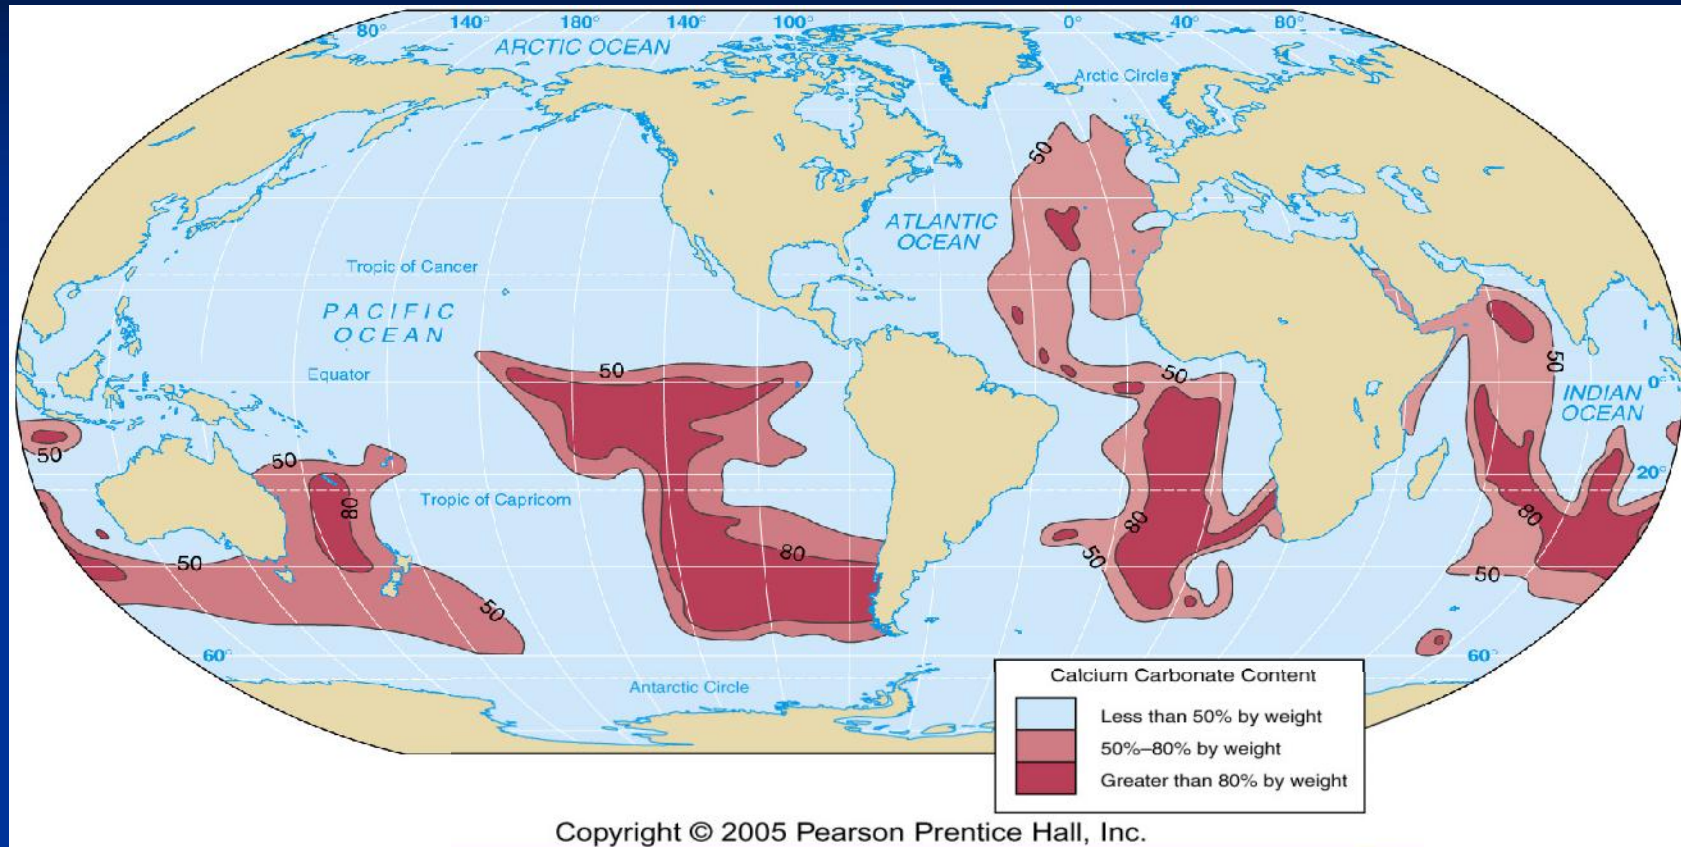 140° 180° 140° 100° 0° 40° 80°
80°
ARCTIC OCEAN
Arctic Circle
50
ATLANTIC
OCEAN
Tropic of Cancer
PACIFIC
OCEAN
Equator
50
50
50
0°
INDIAN
OCEAN
50
50
20°
Tropic of Capricorn
80
80
80
50
80
50
50
50
60°
60°
Antarctic Circle
Calcium Carbonate Content
Less than 50% by weight
50%–80% by weight
Greater than 80% by weight
Copyright © 2005 Pearson Prentice Hall, Inc.